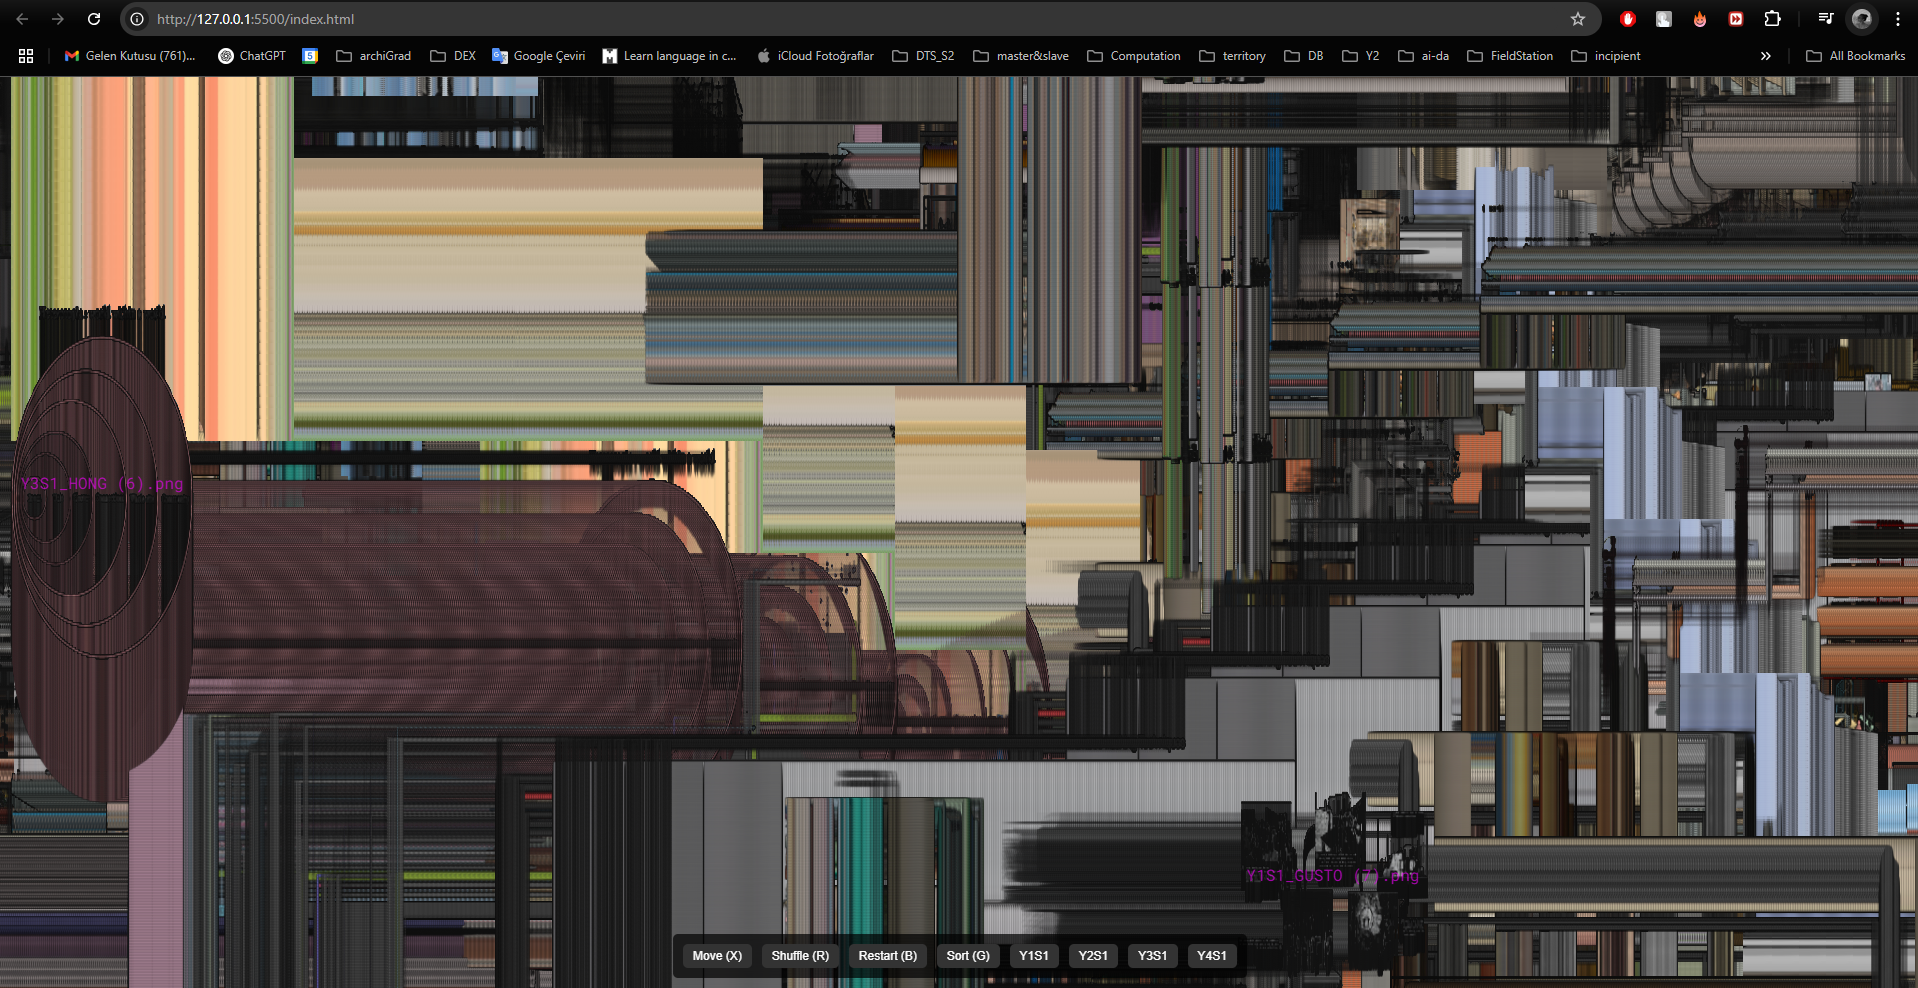 http://127.0.0.1:5500/index.html
Gelen Kutusu (761)...
ChatGPT
5
archiGrad
DEX
Google Çeviri
Learn language in c...
iCloud Fotoğraflar
DTS_S2
master&slave
Computation
territory
DB
Y2
ai-da
FieldStation
incipient
»
All Bookmarks
Y3S1_HONG (6).png
Y1S1_GUSTO (7).png
Move (X)
Shuffle (R)
Restart (B)
Sort (G)
Y1S1
Y2S1
Y3S1
Y4S1